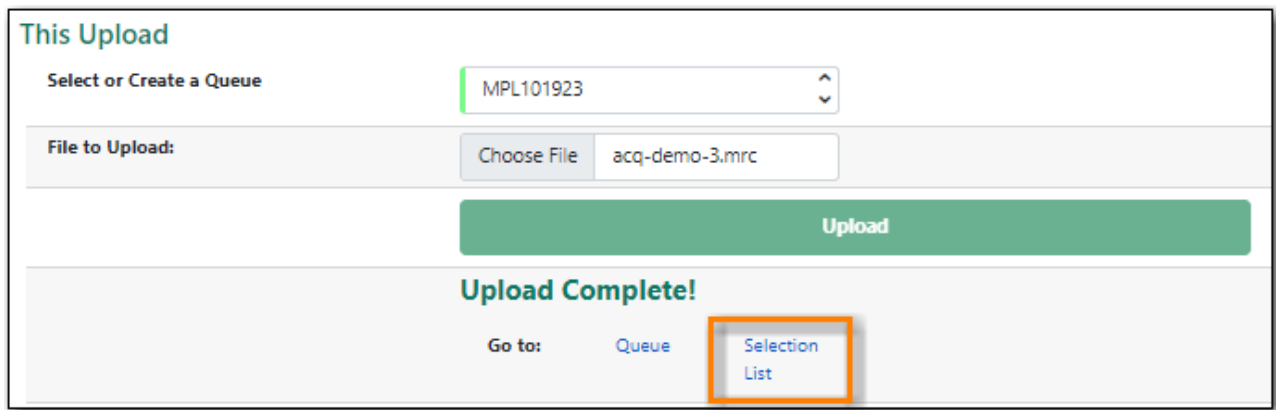 This Upload
Select or Create a Queue
MPL101923
File to Upload:
Choose File acq-demo-3.mrc
Upload
Upload Complete!
Go to: Queue Selection
List